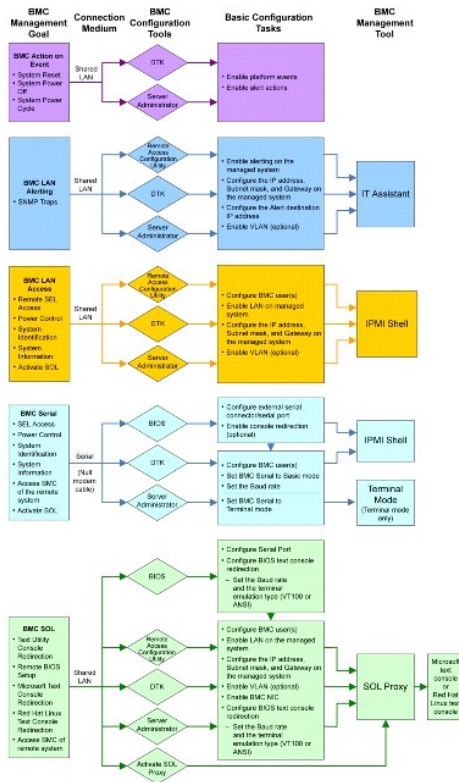 BMC
Management
Goal
Connection
Medium
BMC
Configuration
Tools
Basic Configuration
Tasks
BMC
Management
Tool
BMC Action on
Event
• System Reset
• System Power
Off
• System Power
Cycle
Shared
LAN
DTK
Server
Administrator
• Enable platform events
• Enable alert actions
BMC LAN
Alerting
• SNMP Traps
Shared
LAN
Remote
Access
Configuration
Utility
DTK
Server
Administrator
• Enable alerting on the
managed system
• Configure the IP address,
Subnet mask, and Gateway on
the managed system
• Configure the Alert destination
IP address
• Enable VLAN (optional)
IT Assistant
BMC LAN
Access
• Remote SEL
Access
• Power Control
• System
Identification
• System
Information
• Activate SOL
Shared
LAN
Remote
Access
Configuration
Utility
DTK
Server
Administrator
• Configure BMC user(s)
• Enable LAN on managed
system
• Configure the IP address,
Subnet mask, and Gateway on
the managed system
• Enable VLAN (optional)
IPMI Shell
BMC Serial
• SEL Access
• Power Control
• System
Identification
• System
Information
• Access BMC
of the remote
system
• Activate SOL
Serial
(Null
modem
cable)
BIOS
DTK
Server
Administrator
• Configure external serial
connector/serial port
• Enable console redirection
(optional)
• Configure BMC user(s)
• Set BMC Serial to Basic mode
• Set the Baud rate
• Set BMC Serial to
Terminal mode
IPMI Shell
Terminal
Mode
(Terminal mode
only)
BMC SOL
• Text Utility
Console
Redirection
• Remote BIOS
Setup
• Microsoft Text
Console
Redirection
• Red Hat Linux
Text Console
Redirection
• Access BMC of
remote system
Shared
LAN
BIOS
Remote
Access
Configuration
Utility
DTK
Server
Administrator
Activate SOL
Proxy
• Configure Serial Port
• Configure BIOS text console
redirection
– Set the Baud rate
and the terminal
emulation type (VT100 or
ANSI)
• Configure BMC user(s)
• Enable LAN on the managed
system
• Configure the IP address,
Subnet mask, and Gateway on
the managed system
• Enable VLAN (optional)
• Enable BMC NIC
• Configure BIOS text console
redirection
– Set the Baud rate
and the terminal
emulation type (VT100 or
ANSI)
SOL Proxy
Microsoft
text
console
or
Red Hat
Linux text
console